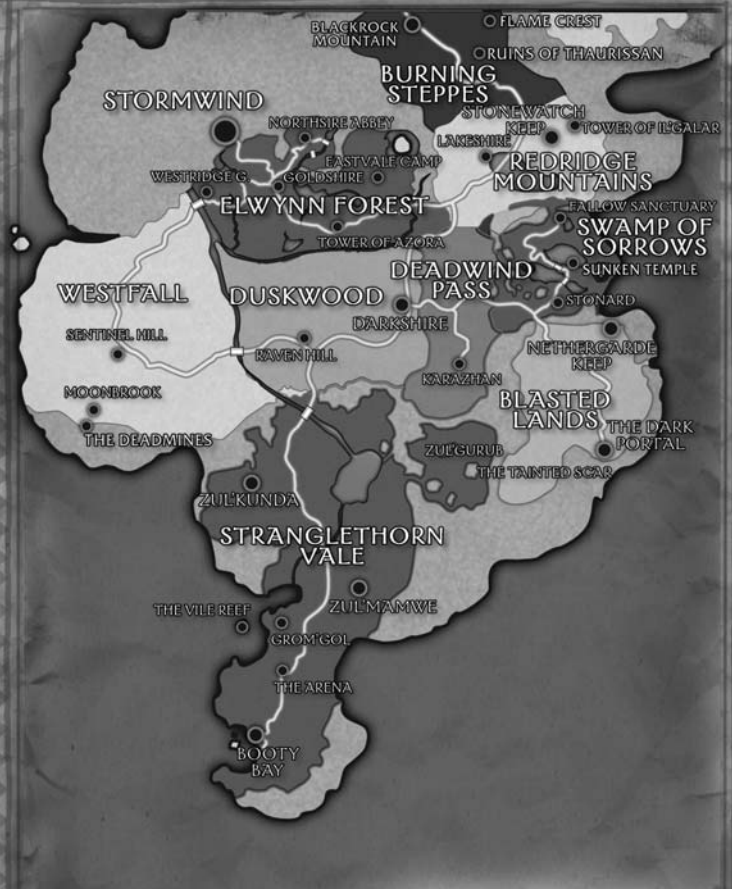 BLACKROCK
MOUNTAIN
FLAME CREST
RUINS OF THAURISSAN
BURNING
STEPPES
STORMWIND
NORTHSIRE ABBEY
STONEWATCH
KEEP
TOWER OF IL'GALAR
LAKESHIRE
EASTVALE CAMP
REDRIDGE
MOUNTAINS
WESTRIDGE G.
GOLDSHIRE
ELWYNN FOREST
FALLOW SANCTUARY
SWAMP OF
SORROWS
TOWER OF AZORA
SUNKEN TEMPLE
DEADWIND
PASS
WESTFALL
DUSKWOOD
STONARD
DARKSHIRE
SENTINEL HILL
RAVEN HILL
NETHERGARDE
KEEP
KARAZHAN
MOONBROOK
BLASTED
LANDS
THE DEADMINES
THE DARK
PORTAL
ZUL'GURUB
THE TAINTED SCAR
ZUL'KUNDA
STRANGLETHORN
VALE
ZUL'MAMWE
THE VILE REEF
GROM'GOL
THE ARENA
BOOTY
BAY